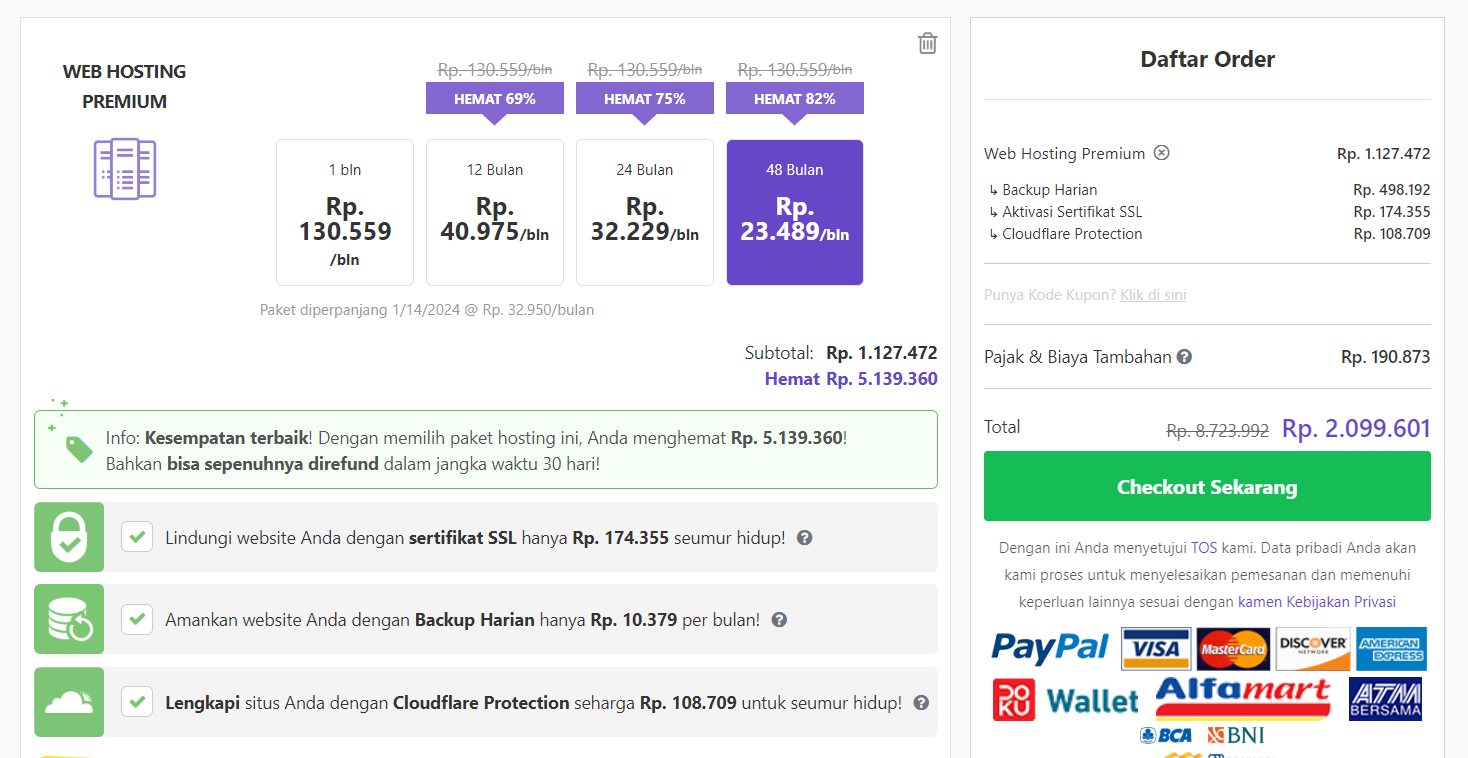 WEB HOSTING
PREMIUM
Rp. 130.559/bln
Rp. 130.559/bln
Rp. 130.559/bln
HEMAT 69%
HEMAT 75%
HEMAT 82%
1 bln
Rp.
130.559
/bln
12 Bulan
Rp.
40.975/bln
24 Bulan
Rp.
32.229/bln
48 Bulan
Rp.
23.489/bln
Paket diperpanjang 1/14/2024 @ Rp. 32.950/bulan
Subtotal: Rp. 1.127.472
Hemat Rp. 5.139.360
Info: Kesempatan terbaik! Dengan memilih paket hosting ini, Anda menghemat Rp. 5.139.360!
Bahkan bisa sepenuhnya direfund dalam jangka waktu 30 hari!
Lindungi website Anda dengan sertifikat SSL hanya Rp. 174.355 seumur hidup! ?
Amankan website Anda dengan Backup Harian hanya Rp. 10.379 per bulan! ?
Lengkapi situs Anda dengan Cloudflare Protection seharga Rp. 108.709 untuk seumur hidup! ?
Daftar Order
Web Hosting Premium Rp. 1.127.472
↳ Backup Harian Rp. 498.192
↳ Aktivasi Sertifikat SSL Rp. 174.355
↳ Cloudflare Protection Rp. 108.709
Punya Kode Kupon? Klik di sini
Pajak & Biaya Tambahan ? Rp. 190.873
Total Rp. 8.723.992 Rp. 2.099.601
Checkout Sekarang
Dengan ini Anda menyetujui TOS kami. Data pribadi Anda akan
kami proses untuk menyelesaikan pemesanan dan memenuhi
keperluan lainnya sesuai dengan kamen Kebijakan Privasi
PayPal VISA MasterCard DISCOVER NETWORK AMERICAN EXPRESS
DOKU Wallet Alfamart ATM BERSAMA
BCA BNI